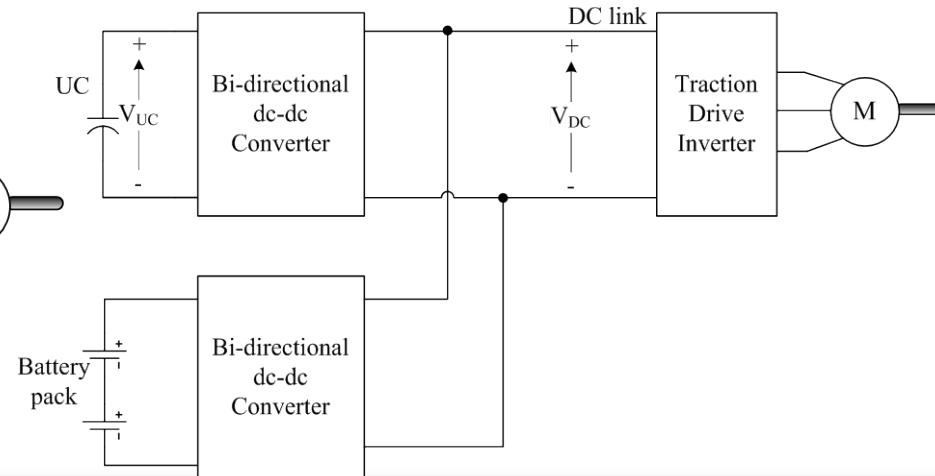 DC link
+
+
UC
V_UC
Bi-directional
dc-dc
Converter
V_DC
Traction
Drive
Inverter
M
-
-
Battery
pack
+
-
+
-
Bi-directional
dc-dc
Converter